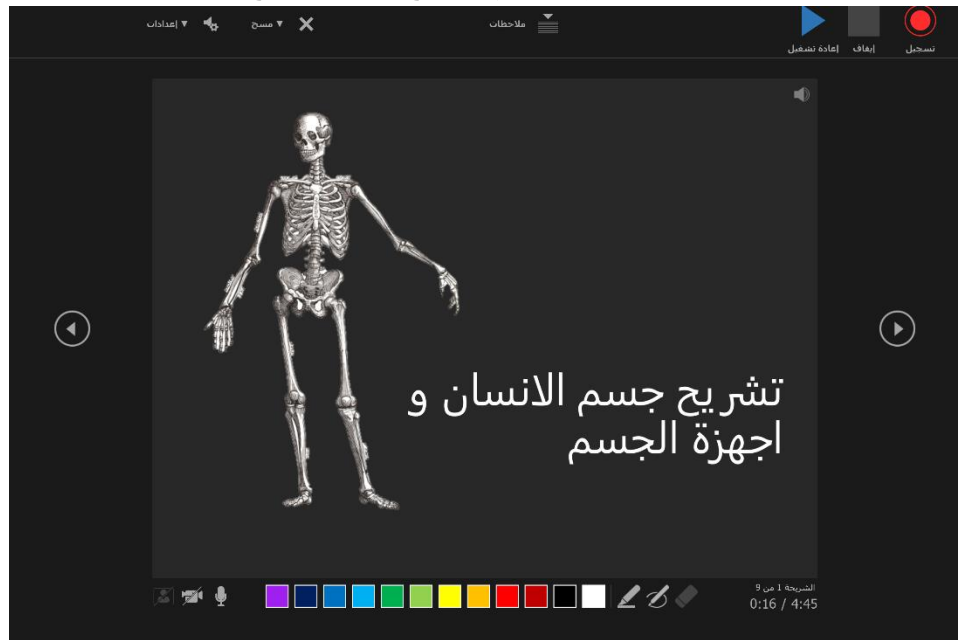 تسجيل
إيقاف
إعادة تشغيل
ملاحظات
مسح
إعدادات
تشريح جسم الانسان و
اجهزة الجسم
الشريحة 1 من 9
0:16 / 4:45